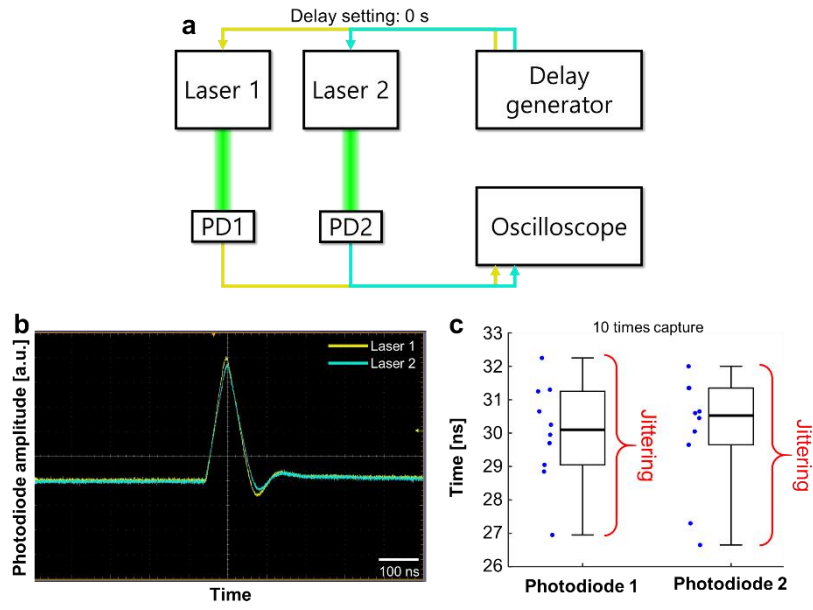 a
Delay setting: 0 s
Laser 1
Laser 2
Delay
generator
PD1
PD2
Oscilloscope
b
Photodiode amplitude [a.u.]
Laser 1
Laser 2
100 ns
Time
c
10 times capture
Time [ns]
33
32
31
30
29
28
27
26
Jittering
Jittering
Photodiode 1
Photodiode 2